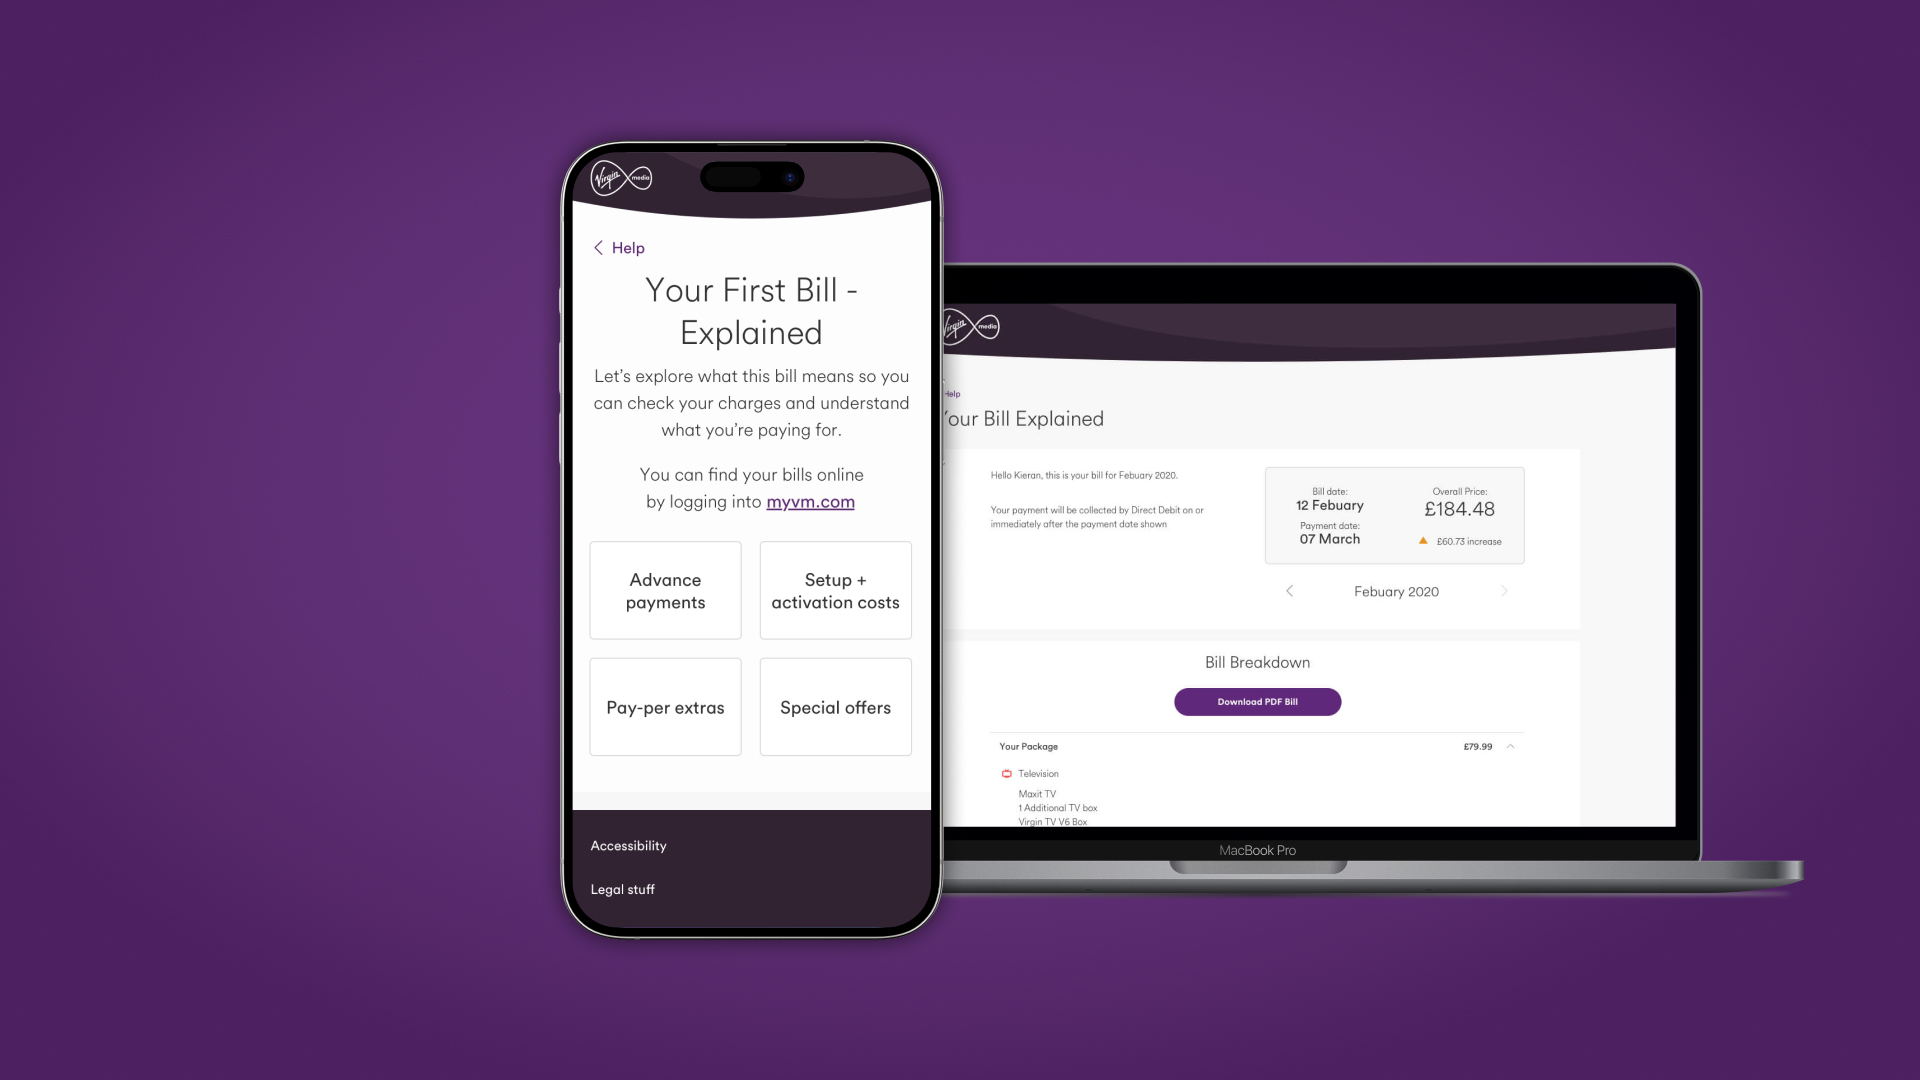 Virgin media
Help
Your First Bill -
Explained
Let's explore what this bill means so you
can check your charges and understand
what you're paying for.
You can find your bills online
by logging into myvm.com
Advance
payments
Setup +
activation costs
Pay-per extras
Special offers
Accessibility
Legal stuff
Virgin media
Help
our Bill Explained
Hello Kieran, this is your bill for Febuary 2020.
Your payment will be collected by Direct Debit on or
immediately after the payment date shown
Bill date:
12 Febuary
Payment date:
07 March
Overall Price:
£184.48
£60.73 increase
Febuary 2020
Bill Breakdown
Download PDF Bill
Your Package £79.99
Television
Maxit TV
1 Additional TV box
Virgin TV V6 Box
MacBook Pro